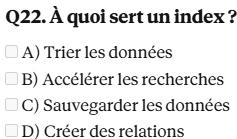 Q22. À quoi sert un index ?
A) Trier les données
B) Accélérer les recherches
C) Sauvegarder les données
D) Créer des relations